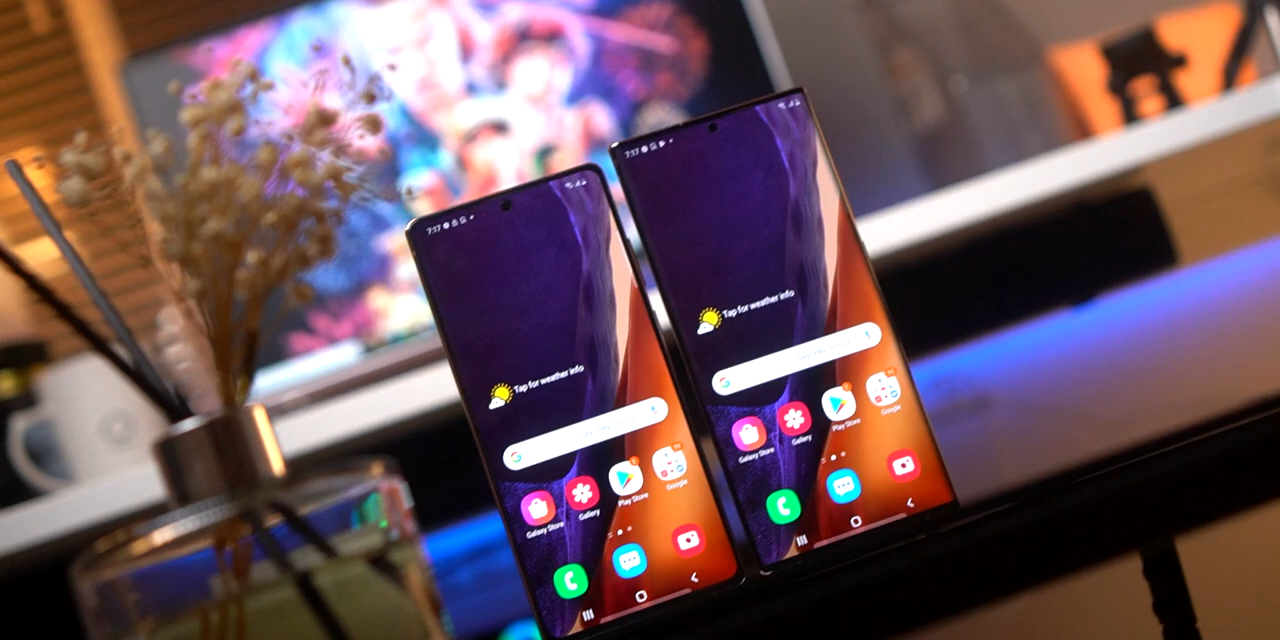 7:17
Tap for weather info
G
Galaxy Store
Gallery
Play Store
Google
7:17
Tap for weather info
G
Galaxy Store
Gallery
Play Store
Google